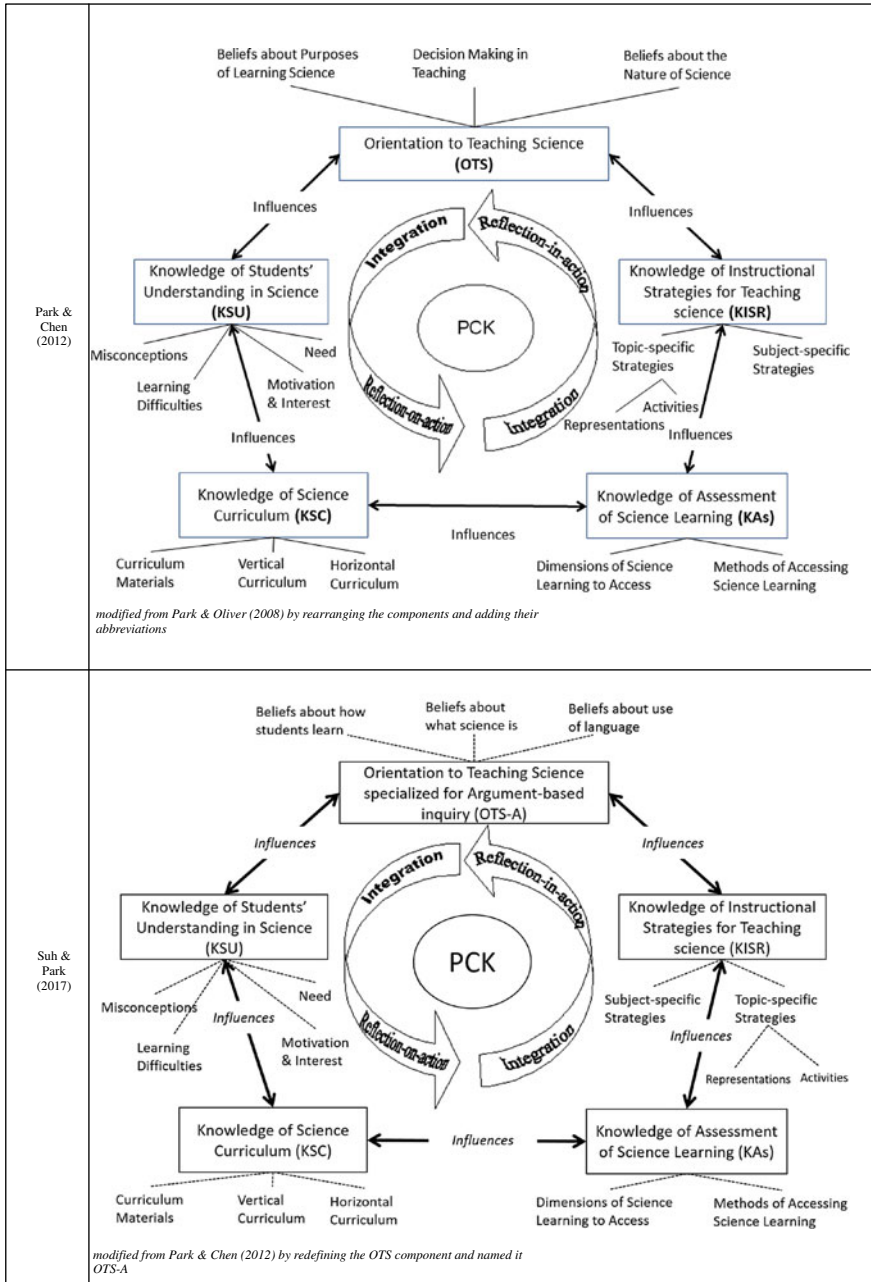 Park &
Chen
(2012)
Beliefs about Purposes
of Learning Science
Decision Making in
Teaching
Beliefs about the
Nature of Science
Orientation to Teaching Science
(OTS)
Influences
Influences
Integration
Reflection-in-action
Knowledge of Students'
Understanding in Science
(KSU)
PCK
Knowledge of Instructional
Strategies for Teaching
science (KISR)
Misconceptions
Need
Learning
Difficulties
Motivation
& Interest
Topic-specific
Strategies
Subject-specific
Strategies
Activities
Representations
Reflection-on-action
Integration
Influences
Influences
Knowledge of Science
Curriculum (KSC)
Influences
Knowledge of Assessment
of Science Learning (KAs)
Curriculum
Materials
Vertical
Curriculum
Horizontal
Curriculum
Dimensions of Science
Learning to Access
Methods of Accessing
Science Learning
modified from Park & Oliver (2008) by rearranging the components and adding their
abbreviations
Suh &
Park
(2017)
Beliefs about how
students learn
Beliefs about
what science is
Beliefs about use
of language
Orientation to Teaching Science
specialized for Argument-based
inquiry (OTS-A)
Influences
Influences
Integration
Reflection-in-action
Knowledge of Students'
Understanding in Science
(KSU)
PCK
Knowledge of Instructional
Strategies for Teaching
science (KISR)
Misconceptions
Need
Influences
Learning
Difficulties
Motivation
& Interest
Subject-specific
Strategies
Topic-specific
Strategies
Influences
Representations
Activities
Reflection-on-action
Integration
Knowledge of Science
Curriculum (KSC)
Influences
Knowledge of Assessment
of Science Learning (KAs)
Curriculum
Materials
Vertical
Curriculum
Horizontal
Curriculum
Dimensions of Science
Learning to Access
Methods of Accessing
Science Learning
modified from Park & Chen (2012) by redefining the OTS component and named it
OTS-A